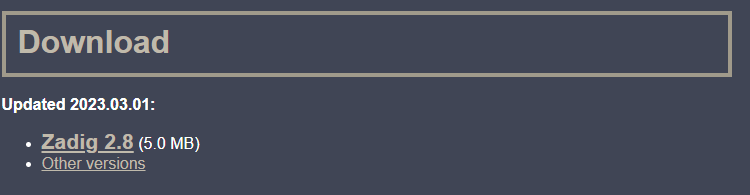 Download
Updated 2023.03.01:
Zadig 2.8 (5.0 MB)
Other versions